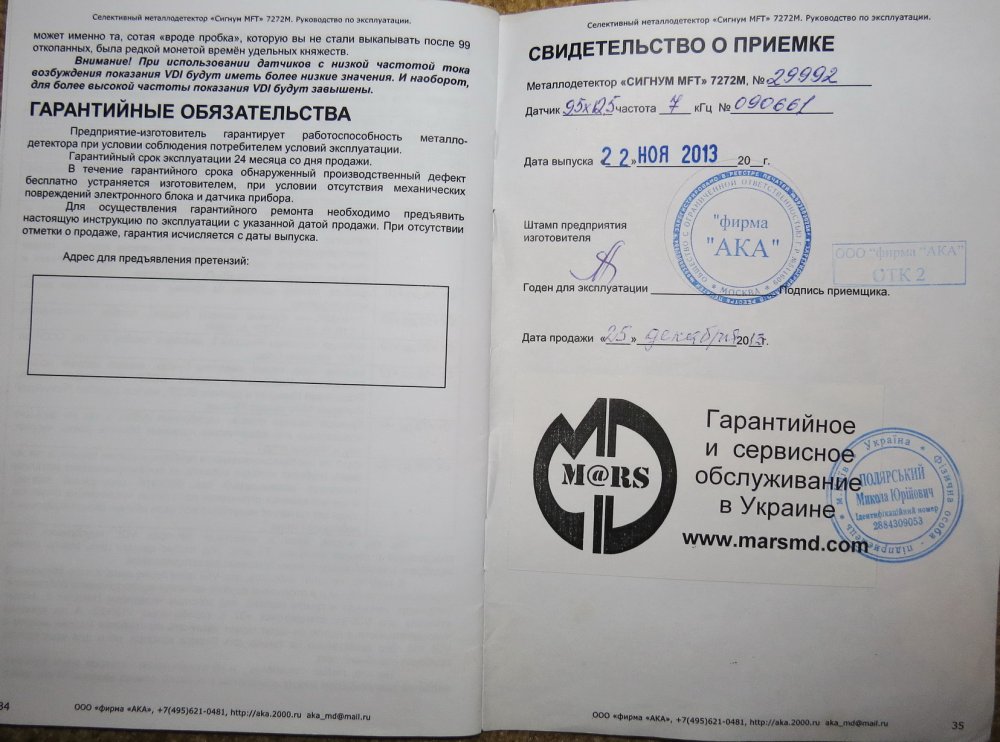 Селективный металлодетектор «Сигнум MFT» 7272М. Руководство по эксплуатации.
может именно та, сотая «вроде пробка», которую вы не стали выкапывать после 99
откопанных, была редкой монетой времён удельных княжеств.
Внимание! При использовании датчиков с низкой частотой тока
возбуждения показания VDI будут иметь более низкие значения. И наоборот,
для более высокой частоты показания VDI будут завышены.
ГАРАНТИЙНЫЕ ОБЯЗАТЕЛЬСТВА
Предприятие-изготовитель гарантирует работоспособность металло-
детектора при условии соблюдения потребителем условий эксплуатации.
Гарантийный срок эксплуатации 24 месяца со дня продажи.
В течение гарантийного срока обнаруженный производственный дефект
бесплатно устраняется изготовителем, при условии отсутствия механических
повреждений электронного блока и датчика прибора.
Для осуществления гарантийного ремонта необходимо предъявить
настоящую инструкцию по эксплуатации с указанной датой продажи. При отсутствии
отметки о продаже, гарантия исчисляется с даты выпуска.
Адрес для предъявления претензий:
34
ООО «фирма «АКА», +7(495)621-0481, http://aka.2000.ru aka_md@mail.ru
Селективный металлодетектор «Сигнум MFT» 7272М. Руководство по эксплуатации.
СВИДЕТЕЛЬСТВО О ПРИЕМКЕ
Металлодетектор «СИГНУМ MFT» 7272М, № 29992
Датчик 95x125 частота 7 кГц № 090661
Дата выпуска «22» НОЯ 2013 20__г.
Штамп предприятия
изготовителя
"фирма
"АКА"
МОСКВА
ООО "фирма "АКА"
ОТК 2
Годен для эксплуатации Подпись приемщика.
Дата продажи «25» декабря 2013г.
M@RS
Гарантийное
и сервисное
обслуживание
в Украине
www.marsmd.com
Україна * Фізична особа - підприємець * м. Київ
ПОДЯРСЬКИЙ
Микола Юрійович
Ідентифікаційний номер
2884309053
ООО «фирма «АКА», +7(495)621-0481, http://aka.2000.ru aka_md@mail.ru
35